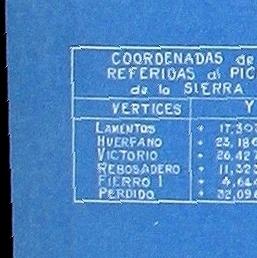 COORDENADAS de
REFERIDAS al PIC
de la SIERRA
VERTICES Y
LAMENTOS +
HUERFANO +
VICTORIO +
REBOSADERO +
FIERRO 1 +
PERDIDO +